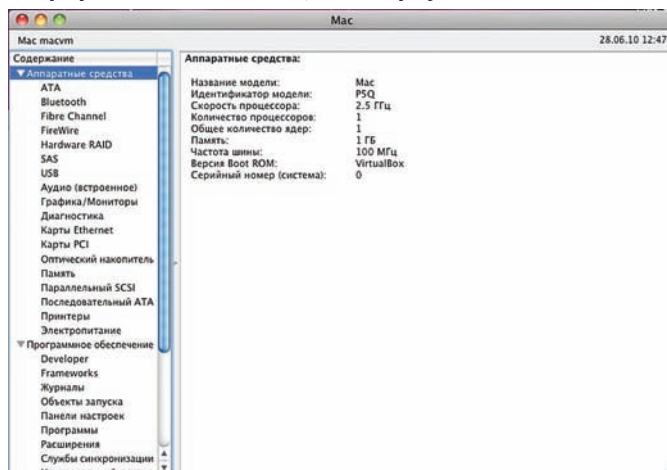 Mac
Mac macvm 28.06.10 12:47
Содержание
Аппаратные средства
ATA
Bluetooth
Fibre Channel
FireWire
Hardware RAID
SAS
USB
Аудио (встроенное)
Графика/Мониторы
Диагностика
Карты Ethernet
Карты PCI
Оптический накопитель
Память
Параллельный SCSI
Последовательный ATA
Принтеры
Электропитание
Программное обеспечение
Developer
Frameworks
Журналы
Объекты запуска
Панели настроек
Программы
Расширения
Службы синхронизации
Аппаратные средства:
Название модели: Mac
Идентификатор модели: P5Q
Скорость процессора: 2.5 ГГц
Количество процессоров: 1
Общее количество ядер: 1
Память: 1 ГБ
Частота шины: 100 МГц
Версия Boot ROM: VirtualBox
Серийный номер (система): 0